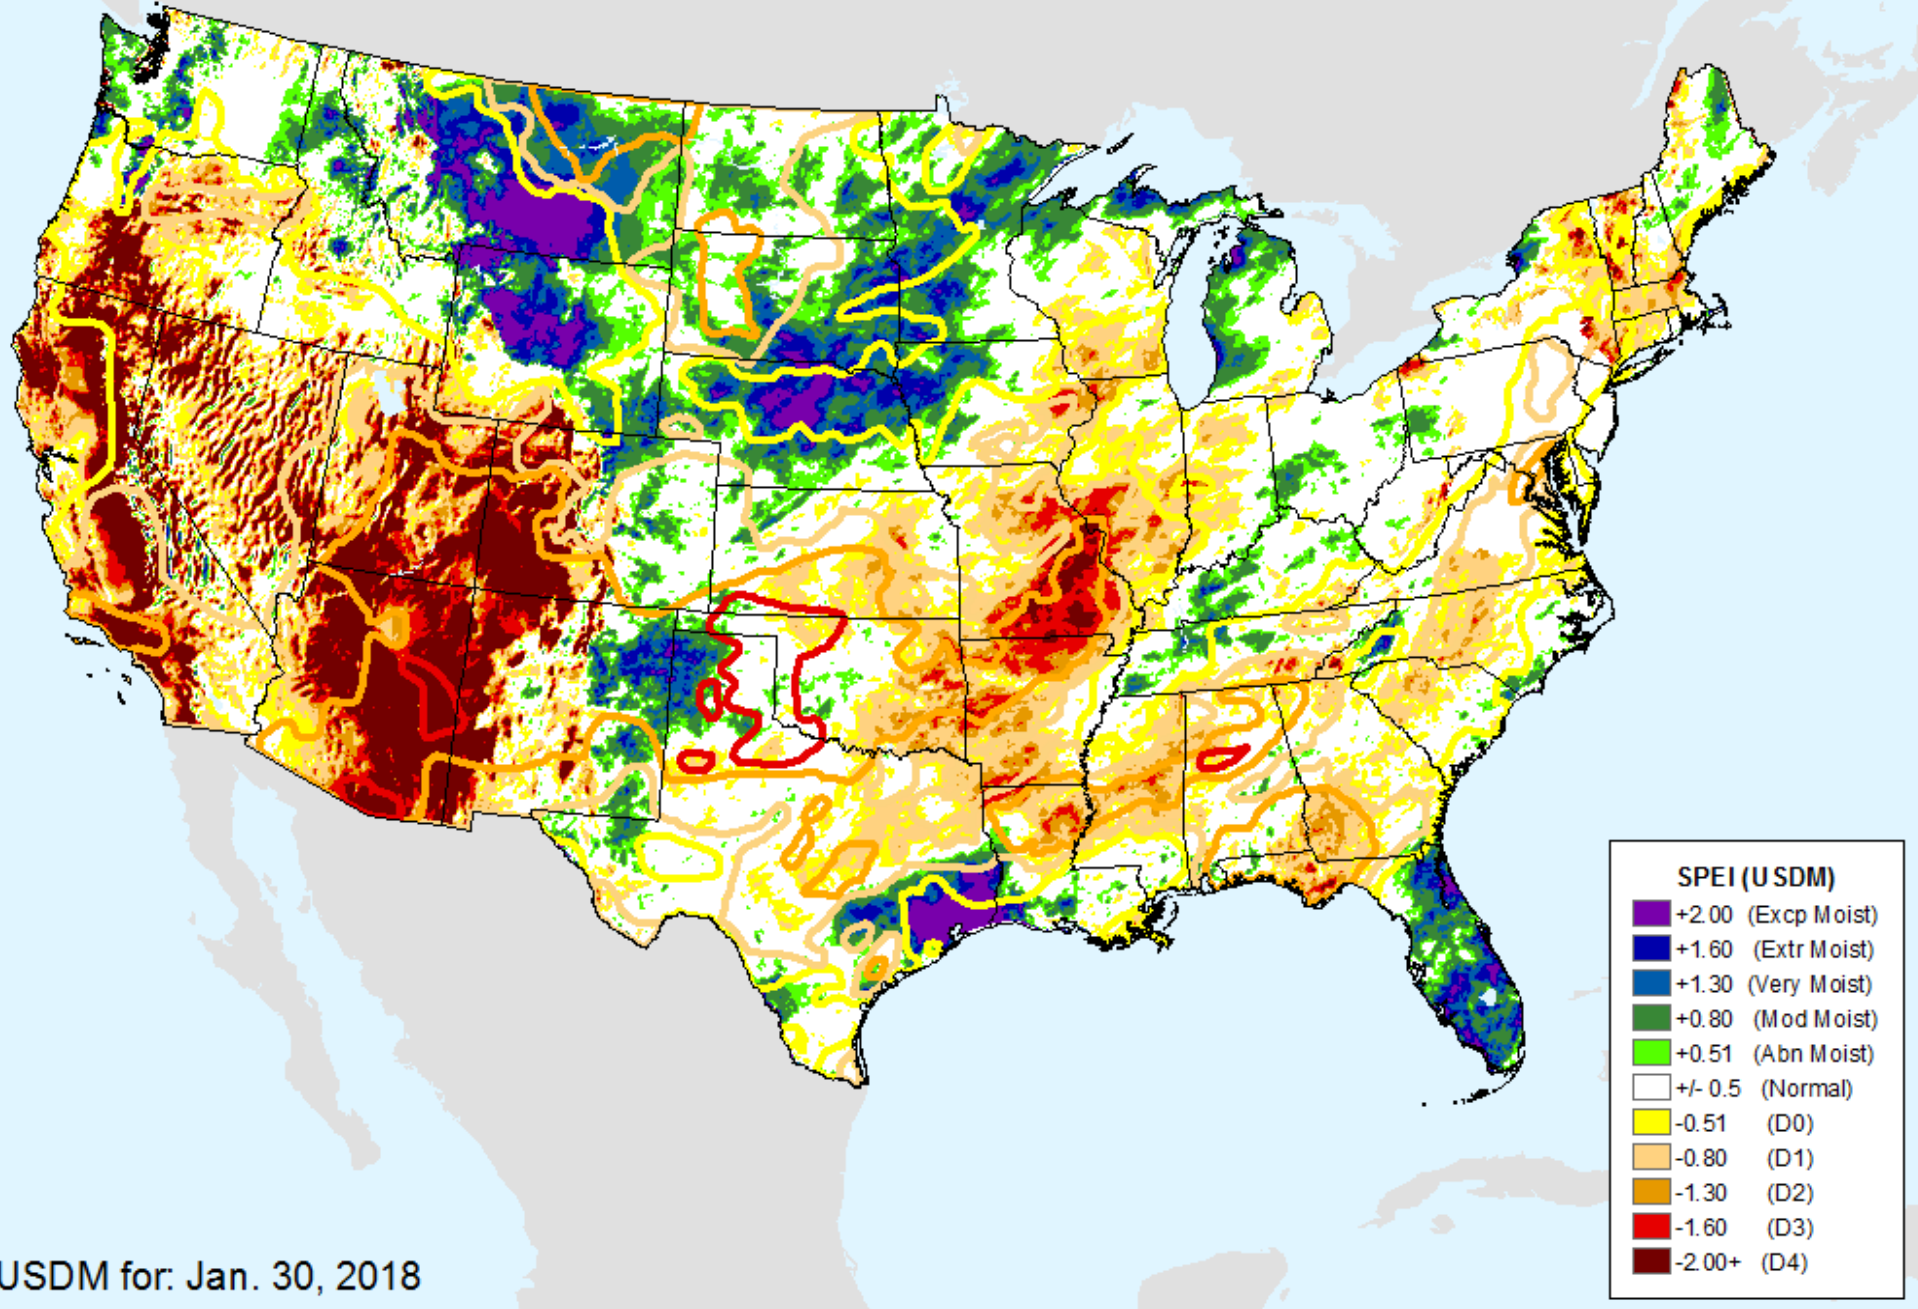 SPEI (USDM)
+2.00 (Excp Moist)
+1.60 (Extr Moist)
+1.30 (Very Moist)
+0.80 (Mod Moist)
+0.51 (Abn Moist)
+/- 0.5 (Normal)
-0.51 (D0)
-0.80 (D1)
-1.30 (D2)
-1.60 (D3)
-2.00+ (D4)
USDM for: Jan. 30, 2018